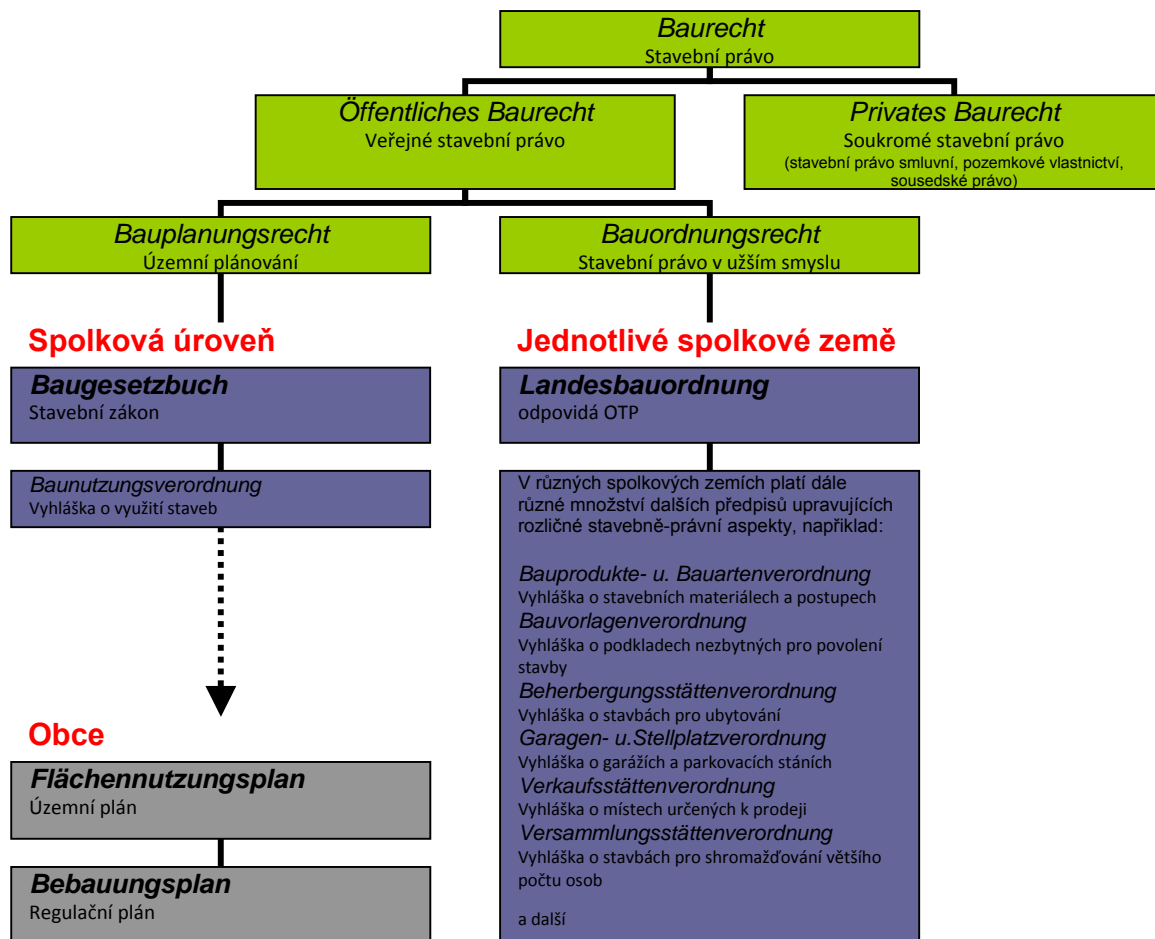 Baurecht
Stavební právo
Öffentliches Baurecht
Veřejné stavební právo
Privates Baurecht
Soukromé stavební právo
(stavební právo smluvní, pozemkové vlastnictví,
sousedské právo)
Bauplanungsrecht
Územní plánování
Bauordnungsrecht
Stavební právo v užším smyslu
Spolková úroveň
Baugesetzbuch
Stavební zákon
Baunutzungsverordnung
Vyhláška o využití staveb
Obce
Flächennutzungsplan
Územní plán
Bebauungsplan
Regulační plán
Jednotlivé spolkové země
Landesbauordnung
odpovídá OTP
V různých spolkových zemích platí dále
různé množství dalších předpisů upravujících
rozličné stavebně-právní aspekty, napřiklad:
Bauprodukte- u. Bauartenverordnung
Vyhláška o stavebních materiálech a postupech
Bauvorlagenverordnung
Vyhláška o podkladech nezbytných pro povolení
stavby
Beherbergungsstättenverordnung
Vyhláška o stavbách pro ubytování
Garagen- u.Stellplatzverordnung
Vyhláška o garážích a parkovacích stáních
Verkaufsstättenverordnung
Vyhláška o místech určených k prodeji
Versammlungsstättenverordnung
Vyhláška o stavbách pro shromažďování většího
počtu osob
a další